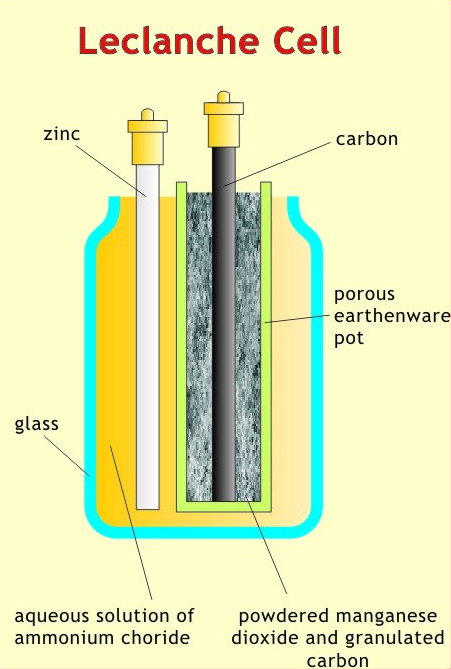 Leclanche Cell
zinc
carbon
porous
earthenware
pot
glass
aqueous solution of
ammonium choride
powdered manganese
dioxide and granulated
carbon